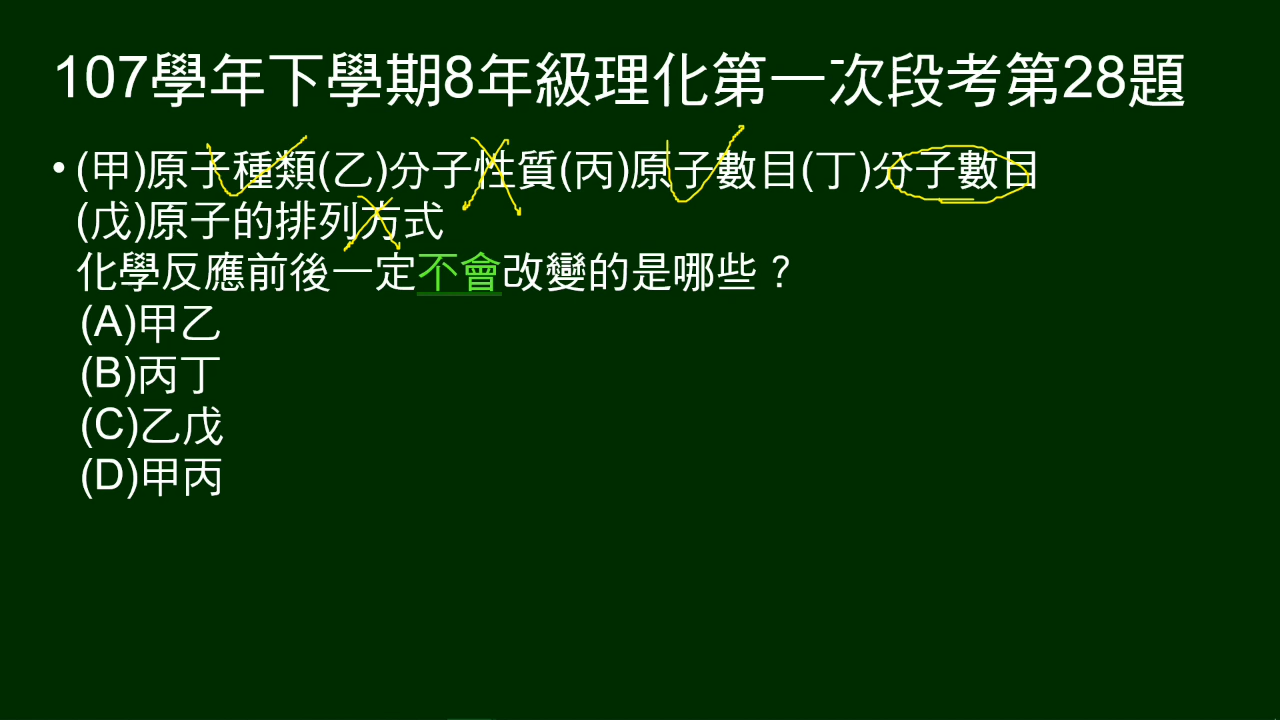 107學年下學期8年級理化第一次段考第28題
•(甲)原子種類(乙)分子性質(丙)原子數目(丁)分子數目
(戊)原子的排列方式
化學反應前後一定不會改變的是哪些？
(A)甲乙
(B)丙丁
(C)乙戊
(D)甲丙